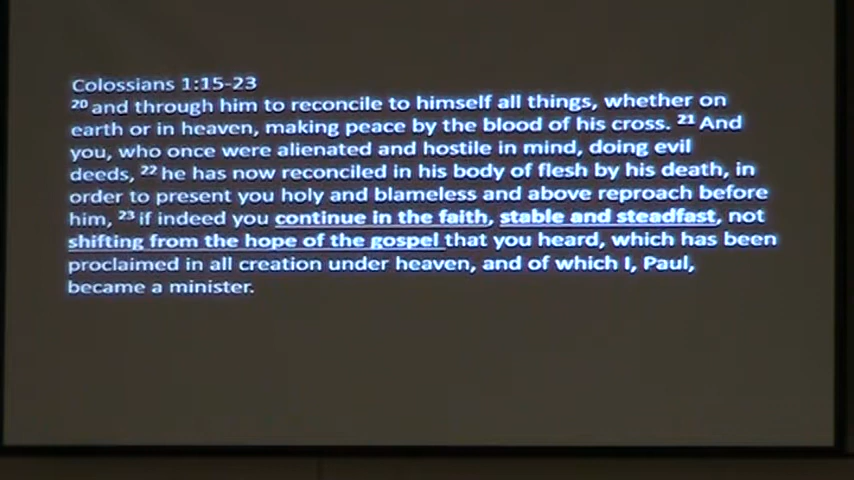 Colossians 1:15-23
20 and through him to reconcile to himself all things, whether on
earth or in heaven, making peace by the blood of his cross. 21 And
you, who once were alienated and hostile in mind, doing evil
deeds, 22 he has now reconciled in his body of flesh by his death, in
order to present you holy and blameless and above reproach before
him, 23 if indeed you continue in the faith, stable and steadfast, not
shifting from the hope of the gospel that you heard, which has been
proclaimed in all creation under heaven, and of which I, Paul,
became a minister.